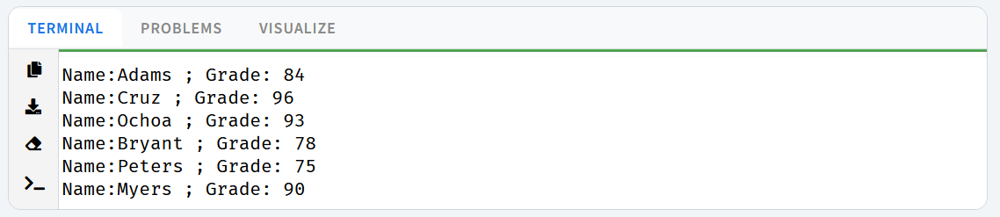 TERMINAL PROBLEMS VISUALIZE
Name:Adams ; Grade: 84
Name:Cruz ; Grade: 96
Name:Ochoa ; Grade: 93
Name:Bryant ; Grade: 78
Name:Peters ; Grade: 75
Name:Myers ; Grade: 90